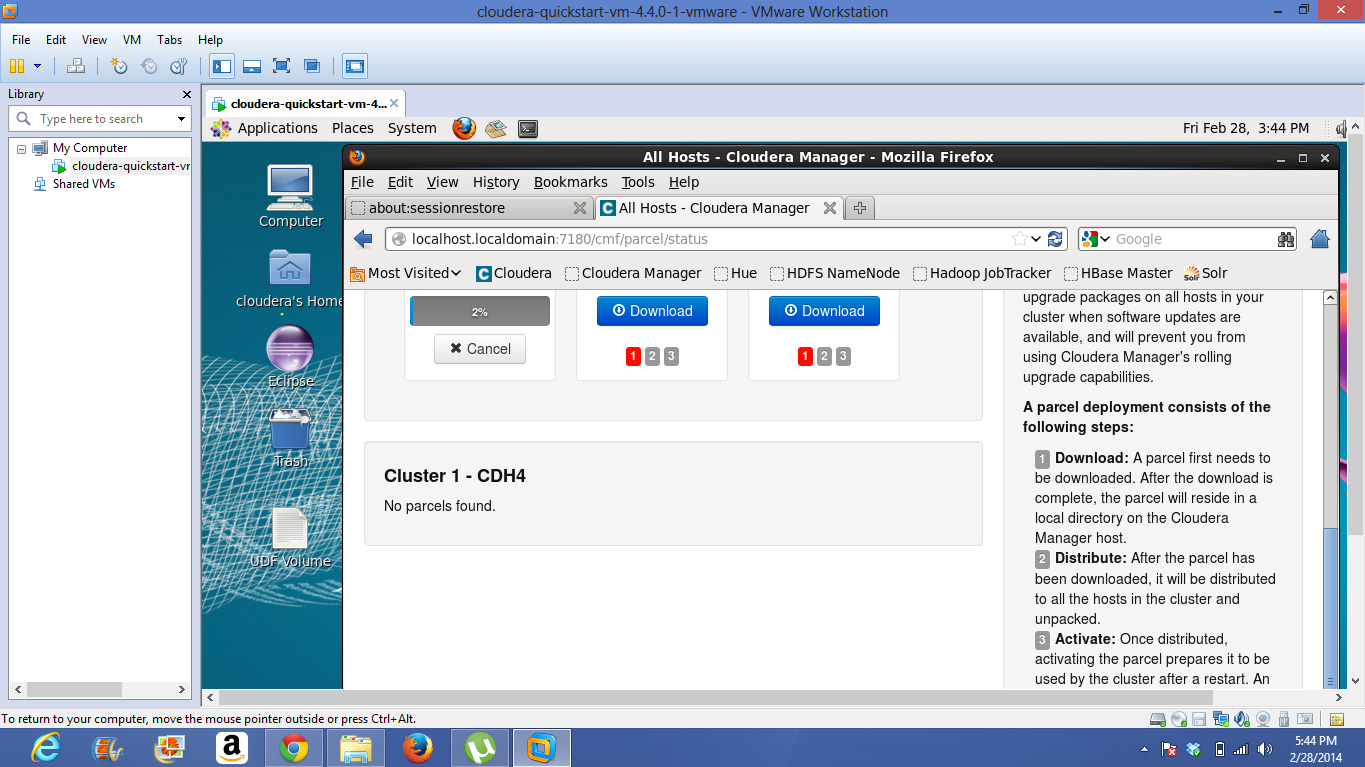 cloudera-quickstart-vm-4.4.0-1-vmware - VMware Workstation
File Edit View VM Tabs Help
Library
Type here to search
My Computer
cloudera-quickstart-vr
Shared VMs
cloudera-quickstart-vm-4...
Applications Places System
Fri Feb 28, 3:44 PM
Computer
cloudera's Home
Eclipse
Trash
UDF Volume
All Hosts - Cloudera Manager - Mozilla Firefox
File Edit View History Bookmarks Tools Help
about:sessionrestore
All Hosts - Cloudera Manager
localhost.localdomain:7180/cmf/parcel/status
Google
Most Visited Cloudera Cloudera Manager Hue HDFS NameNode Hadoop JobTracker HBase Master Solr
2%
Cancel
Download
1 2 3
Download
1 2 3
Cluster 1 - CDH4
No parcels found.
upgrade packages on all hosts in your
cluster when software updates are
available, and will prevent you from
using Cloudera Manager's rolling
upgrade capabilities.
A parcel deployment consists of the
following steps:
1 Download: A parcel first needs to
be downloaded. After the download is
complete, the parcel will reside in a
local directory on the Cloudera
Manager host.
2 Distribute: After the parcel has
been downloaded, it will be distributed
to all the hosts in the cluster and
unpacked.
3 Activate: Once distributed,
activating the parcel prepares it to be
used by the cluster after a restart. An
To return to your computer, move the mouse pointer outside or press Ctrl+Alt.
5:44 PM
2/28/2014